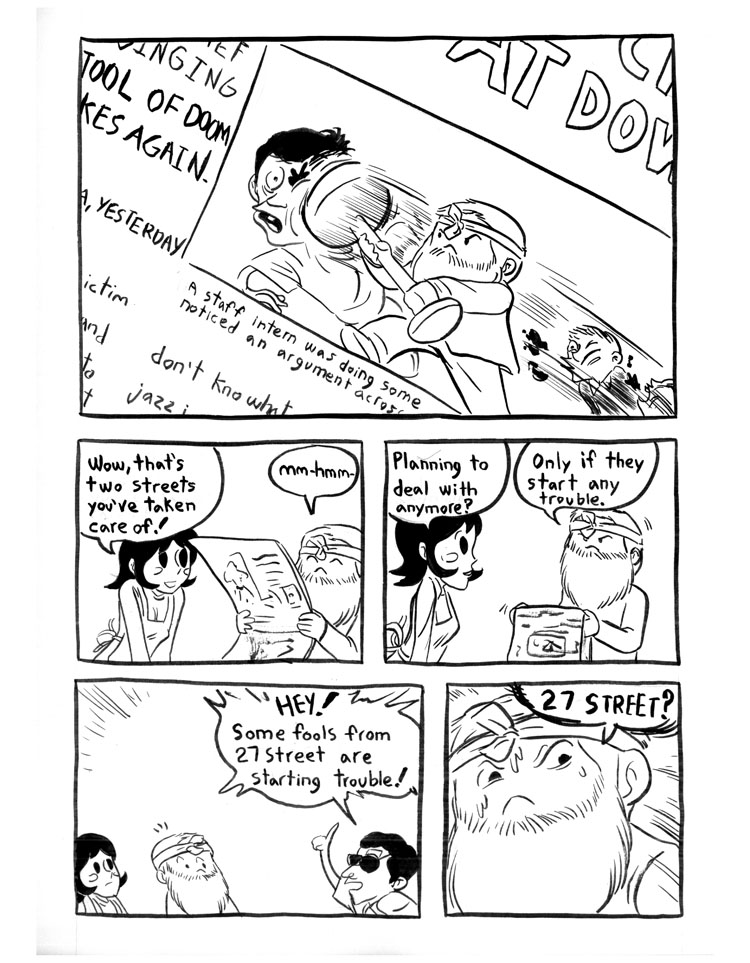 EF
INGING
TOOL OF DOOM
KES AGAIN.
A, YESTERDAY
AT DOW
ictim
and
to
A staff intern was doing some
noticed an argument across
don't know what
jazz i
Wow, that's
two streets
you've taken
care of!
mm-hmm-
Planning to
deal with
anymore?
Only if they
start any
trouble.
HEY!
Some fools from
27 Street are
starting trouble!
27 STREET?